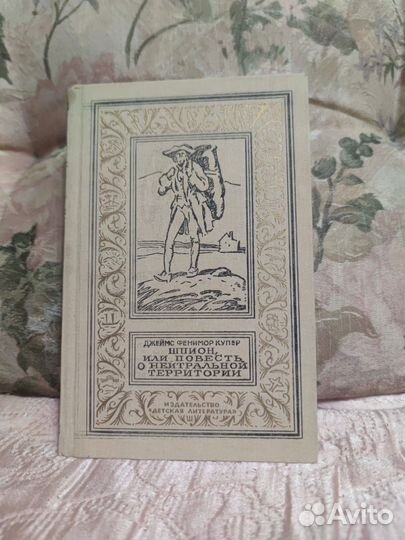 ДЖЕЙМС ФЕНИМОР КУПЕР
ШПИОН,
ИЛИ ПОВЕСТЬ
О НЕЙТРАЛЬНОЙ
ТЕРРИТОРИИ
ИЗДАТЕЛЬСТВО
«ДЕТСКАЯ ЛИТЕРАТУРА»
Avito